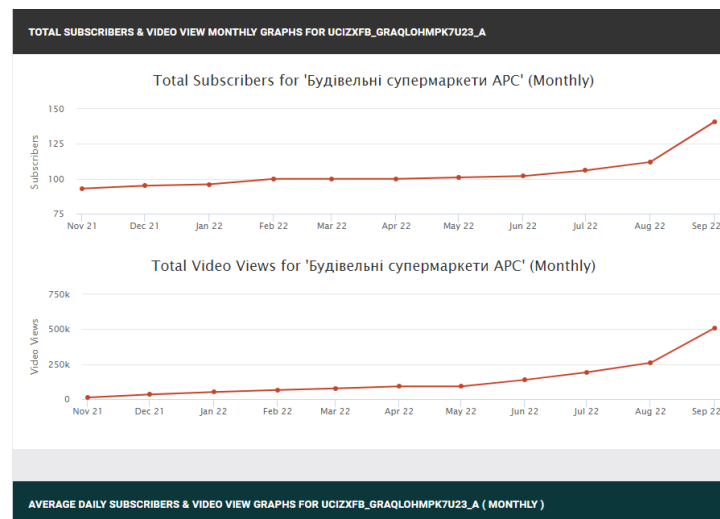 TOTAL SUBSCRIBERS & VIDEO VIEW MONTHLY GRAPHS FOR UCIZXFB_GRAQLOHMPK7U23_A
Total Subscribers for 'Будівельні супермаркети АРС' (Monthly)
150
125
100
75
Subscribers
Nov 21 Dec 21 Jan 22 Feb 22 Mar 22 Apr 22 May 22 Jun 22 Jul 22 Aug 22 Sep 22
Total Video Views for 'Будівельні супермаркети АРС' (Monthly)
750k
500k
250k
0
Video Views
Nov 21 Dec 21 Jan 22 Feb 22 Mar 22 Apr 22 May 22 Jun 22 Jul 22 Aug 22 Sep 22
AVERAGE DAILY SUBSCRIBERS & VIDEO VIEW GRAPHS FOR UCIZXFB_GRAQLOHMPK7U23_A ( MONTHLY )